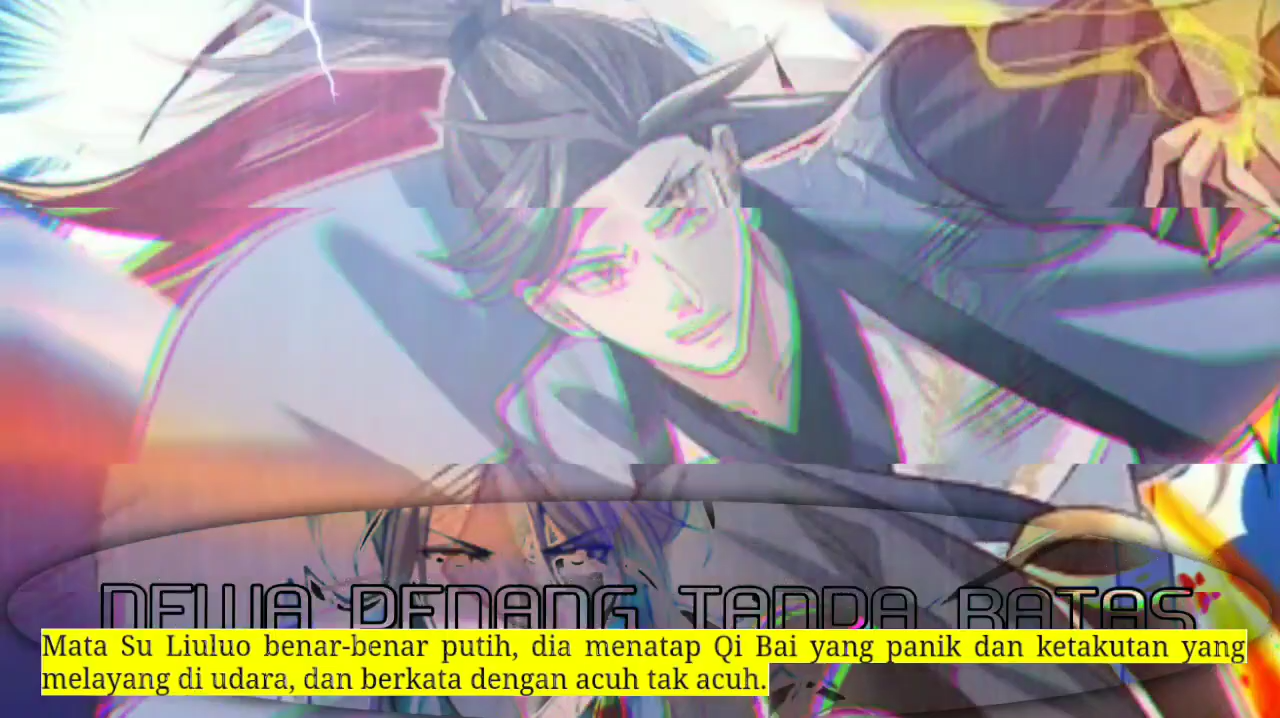 DEWA PEDANG TANPA BATAS
Mata Su Liuluo benar-benar putih, dia menatap Qi Bai yang panik dan ketakutan yang
melayang di udara, dan berkata dengan acuh tak acuh.